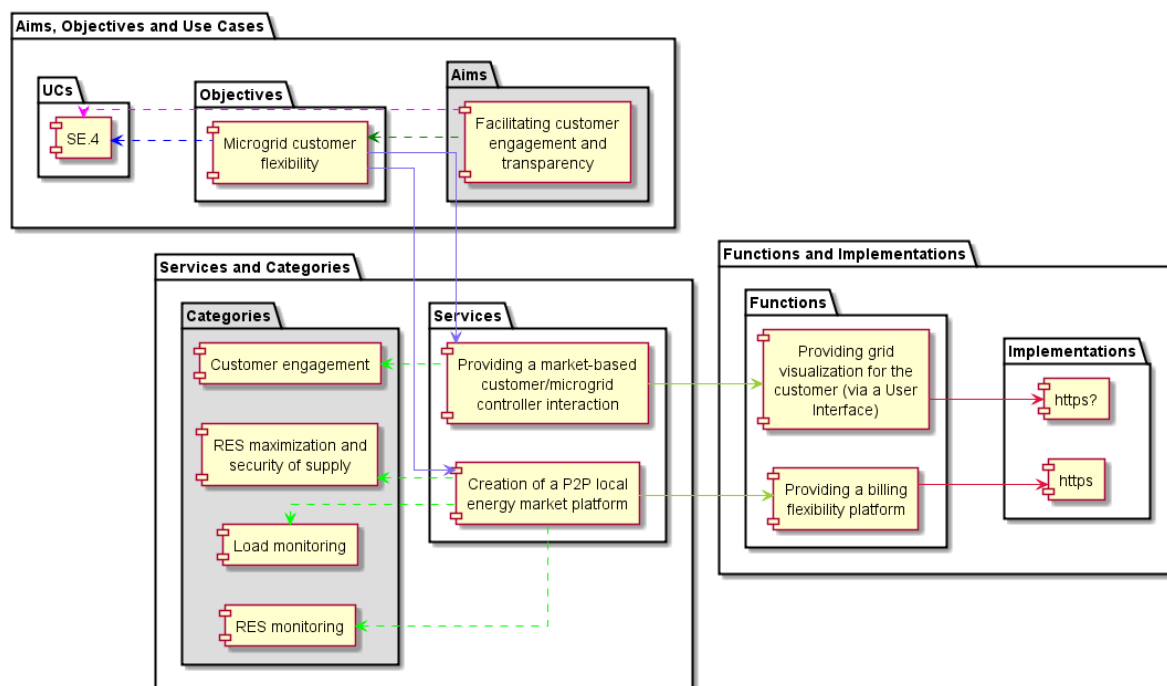 Aims, Objectives and Use Cases
UCs
SE.4
Objectives
Microgrid customer
flexibility
Aims
Facilitating customer
engagement and
transparency
Services and Categories
Categories
Customer engagement
RES maximization and
security of supply
Load monitoring
RES monitoring
Services
Providing a market-based
customer/microgrid
controller interaction
Creation of a P2P local
energy market platform
Functions and Implementations
Functions
Providing grid
visualization for the
customer (via a User
Interface)
Providing a billing
flexibility platform
Implementations
https?
https